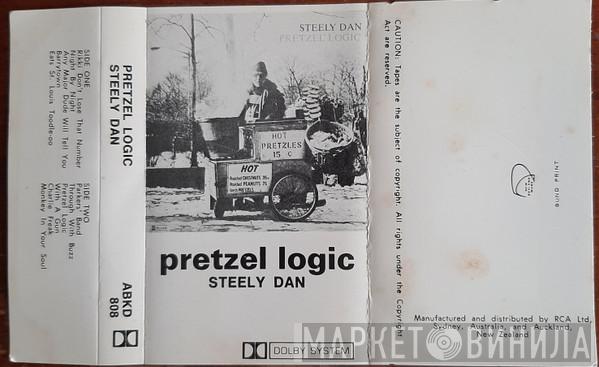 SIDE ONE
Rikki Don't Lose That Number
Night By Night
Any Major Dude Will Tell You
Barrytown
East St. Louis Toodle-oo
SIDE TWO
Parkers Band
Through With Buzz
Pretzel Logic
With A Gun
Charlie Freak
Monkey In Your Soul
PRETZEL LOGIC
STEELY DAN
ABKD
808
STEELY DAN
PRETZEL LOGIC
HOT
PRETZLES
15 ¢
HOT
Roasted CHESTNUTS
Roasted PEANUTS
pretzel logic
STEELY DAN
DOLBY SYSTEM
CAUTION: Tapes are the subject of copyright. All rights under the Copyright
Act are reserved.
Manufactured and distributed by RCA Ltd,
Sydney, Australia, and Auckland,
New Zealand
МАРКЕТ ВИНИЛА